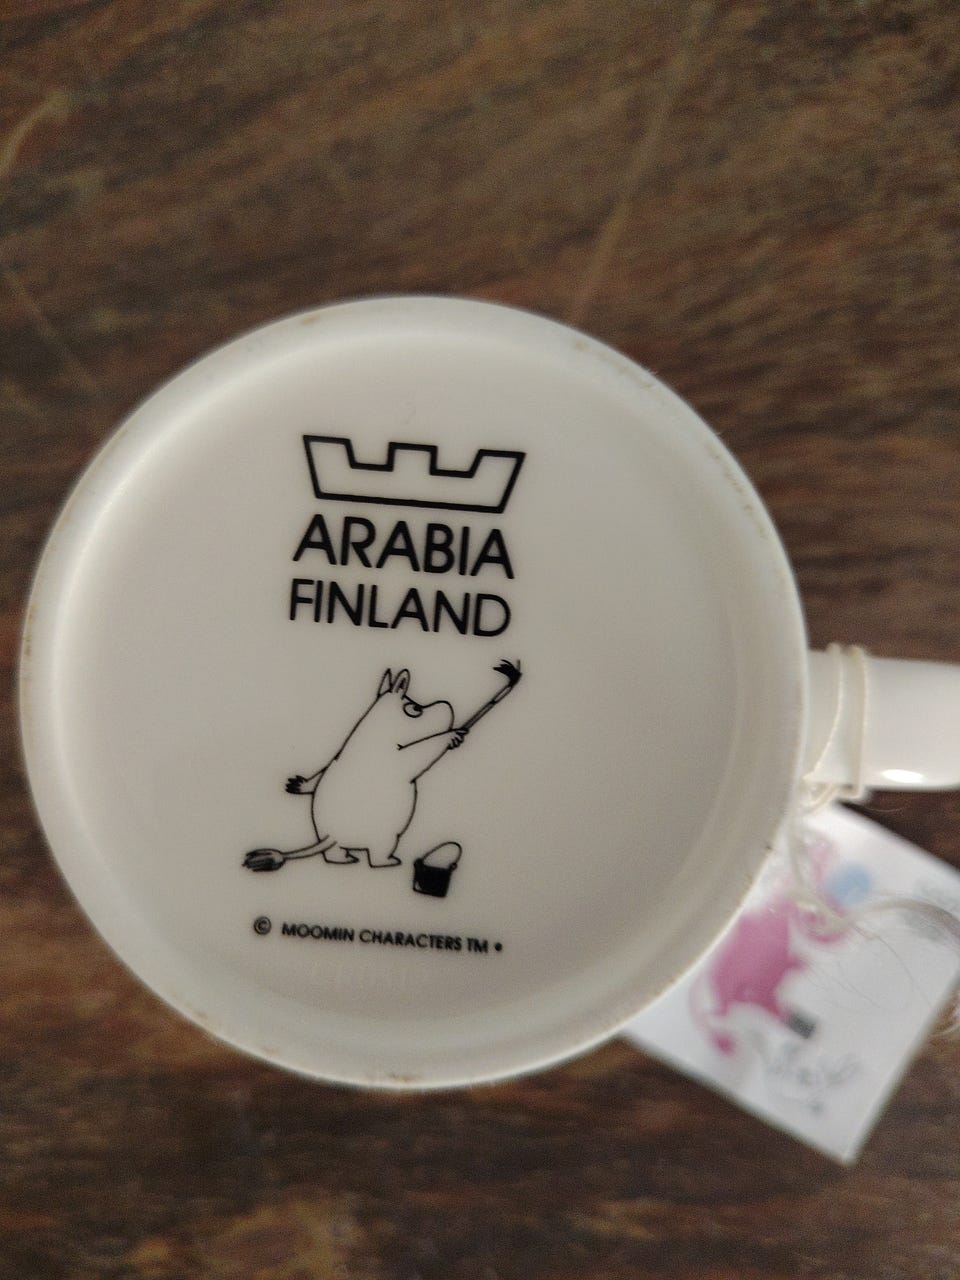 ARABIA
FINLAND
© MOOMIN CHARACTERS TM •